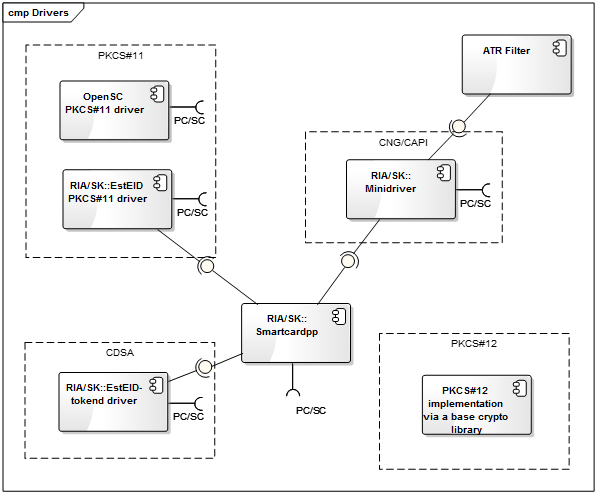 cmp Drivers
PKCS#11
OpenSC
PKCS#11 driver
PC/SC
RIA/SK::EstEID
PKCS#11 driver
PC/SC
ATR Filter
CNG/CAPI
RIA/SK::
Minidriver
PC/SC
RIA/SK::
Smartcardpp
PC/SC
CDSA
RIA/SK::EstEID-
tokend driver
PC/SC
PKCS#12
PKCS#12
implementation
via a base crypto
library